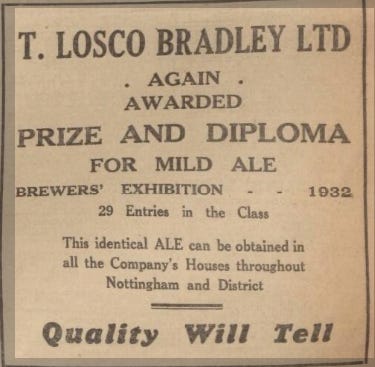 T. LOSCO BRADLEY LTD
. AGAIN .
AWARDED
PRIZE AND DIPLOMA
FOR MILD ALE
BREWERS' EXHIBITION - - 1932
29 Entries in the Class
This identical ALE can be obtained in
all the Company's Houses throughout
Nottingham and District
Quality Will Tell